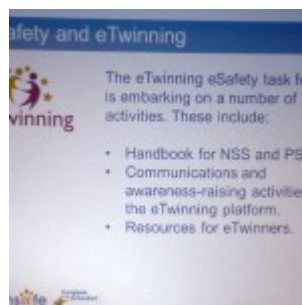 afety and eTwinning
winning
The eTwinning eSafety task fo
is embarking on a number of
activities. These include:
• Handbook for NSS and PS
• Communications and
awareness-raising activitie
the eTwinning platform.
• Resources for eTwinners.